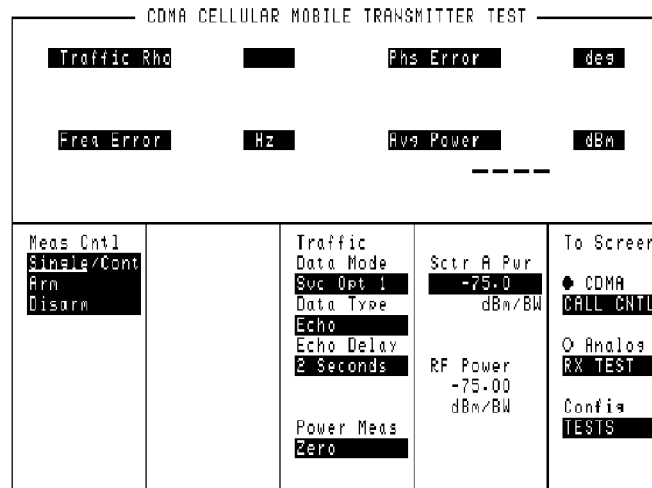 CDMA CELLULAR MOBILE TRANSMITTER TEST
Traffic Rho Phs Error deg
Freq Error Hz Avg Power dBm
----
Meas Cntl
Single/Cont
Arm
Disarm
Traffic
Data Mode
Svc Opt 1
Data Type
Echo
Echo Delay
2 Seconds
Power Meas
Zero
Sctr A Pwr
-75.0
dBm/BW
RF Power
-75.00
dBm/BW
To Screen
CDMA
CALL CNTL
Analog
RX TEST
Config
TESTS